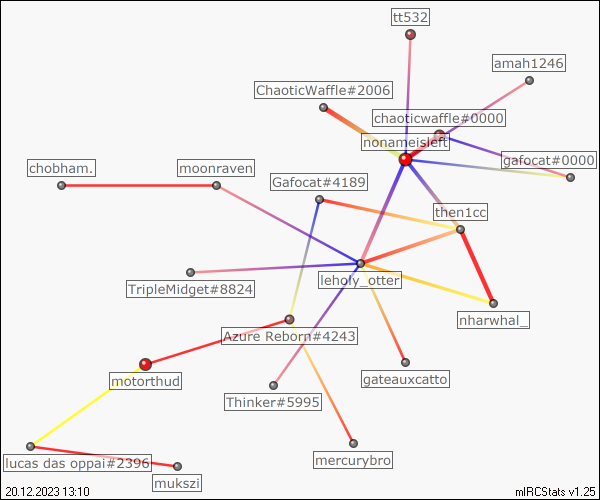 tt532
amah1246
ChaoticWaffle#2006
chaoticwaffle#0000
nonameisleft
gafocat#0000
chobham.
moonraven
Gafocat#4189
then1cc
TripleMidget#8824
leholy_otter
nharwhal_
Azure Reborn#4243
motorthud
gateauxcatto
Thinker#5995
mercurybro
lucas das oppai#2396
mukszi
20.12.2023 13:10
mIRCStats v1.25